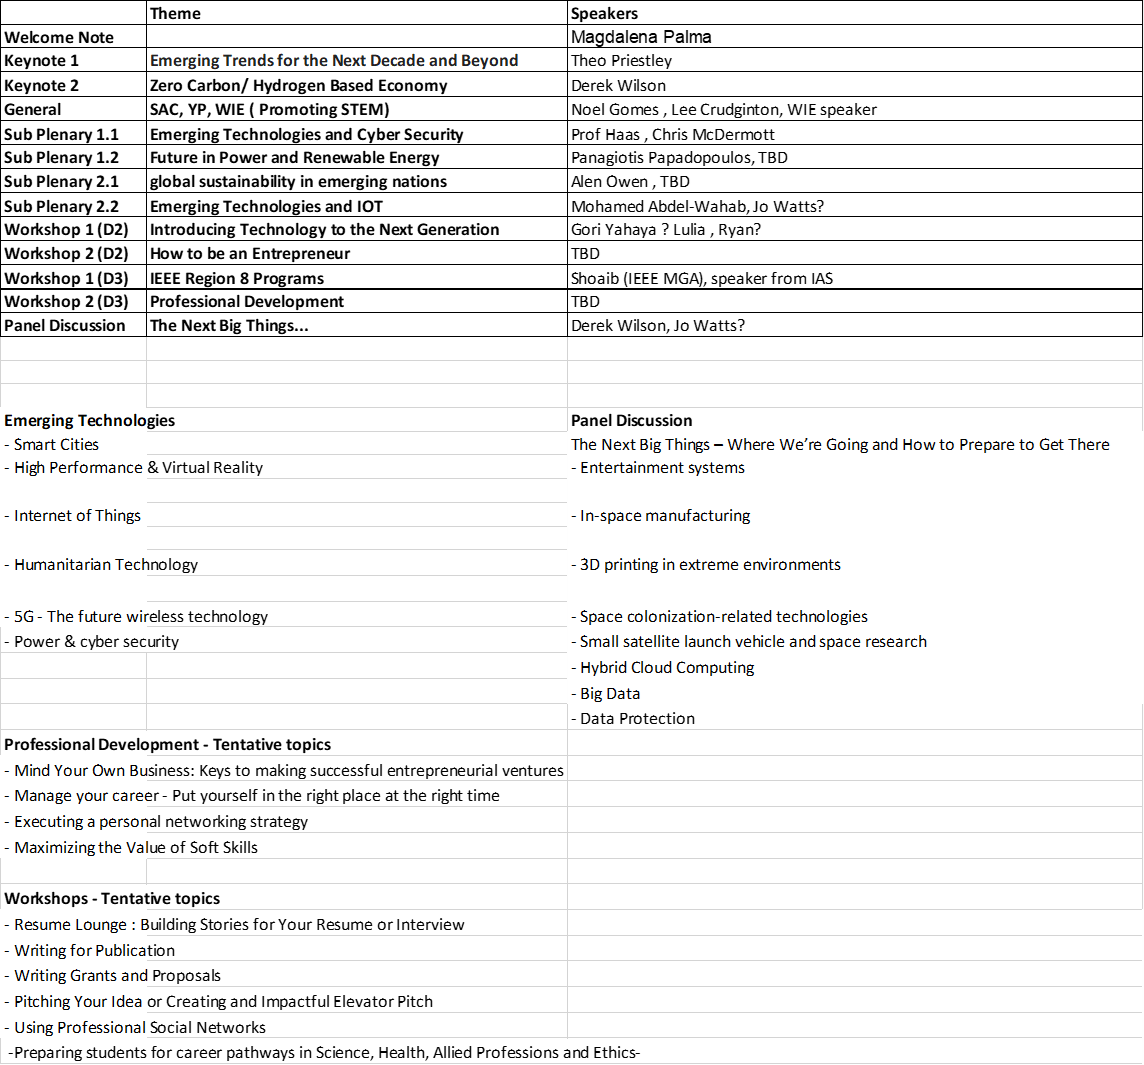 Theme Speakers
Welcome Note Magdalena Palma
Keynote 1 Emerging Trends for the Next Decade and Beyond Theo Priestley
Keynote 2 Zero Carbon/ Hydrogen Based Economy Derek Wilson
General SAC, YP, WIE ( Promoting STEM) Noel Gomes , Lee Crudginton, WIE speaker
Sub Plenary 1.1 Emerging Technologies and Cyber Security Prof Haas , Chris McDermott
Sub Plenary 1.2 Future in Power and Renewable Energy Panagiotis Papadopoulos, TBD
Sub Plenary 2.1 global sustainability in emerging nations Alen Owen , TBD
Sub Plenary 2.2 Emerging Technologies and IOT Mohamed Abdel-Wahab, Jo Watts?
Workshop 1 (D2) Introducing Technology to the Next Generation Gori Yahaya ? Lulia , Ryan?
Workshop 2 (D2) How to be an Entrepreneur TBD
Workshop 1 (D3) IEEE Region 8 Programs Shoaib (IEEE MGA), speaker from IAS
Workshop 2 (D3) Professional Development TBD
Panel Discussion The Next Big Things... Derek Wilson, Jo Watts?
Emerging Technologies Panel Discussion
- Smart Cities The Next Big Things – Where We're Going and How to Prepare to Get There
- High Performance & Virtual Reality - Entertainment systems
- Internet of Things - In-space manufacturing
- Humanitarian Technology - 3D printing in extreme environments
- 5G - The future wireless technology - Space colonization-related technologies
- Power & cyber security - Small satellite launch vehicle and space research
- Hybrid Cloud Computing
- Big Data
- Data Protection
Professional Development - Tentative topics
- Mind Your Own Business: Keys to making successful entrepreneurial ventures
- Manage your career - Put yourself in the right place at the right time
- Executing a personal networking strategy
- Maximizing the Value of Soft Skills
Workshops - Tentative topics
- Resume Lounge : Building Stories for Your Resume or Interview
- Writing for Publication
- Writing Grants and Proposals
- Pitching Your Idea or Creating and Impactful Elevator Pitch
- Using Professional Social Networks
-Preparing students for career pathways in Science, Health, Allied Professions and Ethics-